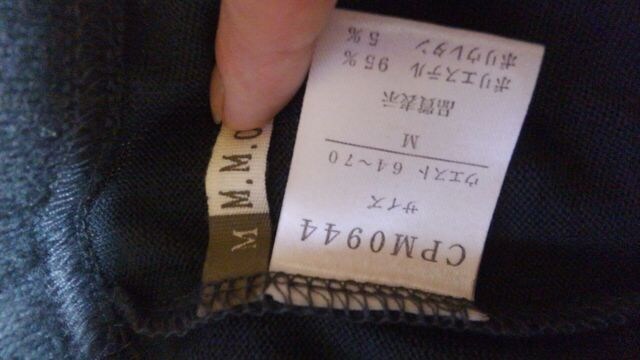 CPM0944
サイズ
ウエスト 64～70
M
品質表示
ポリエステル 95%
ポリウレタン 5%
M
M.M.O